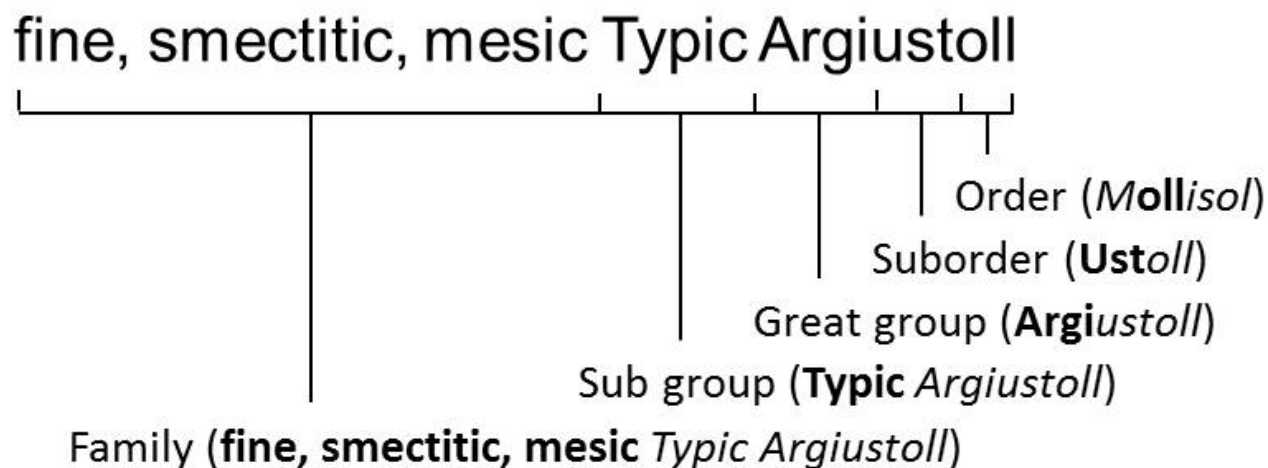 fine, smectitic, mesic Typic Argiustoll
Order (Mollisol)
Suborder (Ustoll)
Great group (Argiustoll)
Sub group (Typic Argiustoll)
Family (fine, smectitic, mesic Typic Argiustoll)